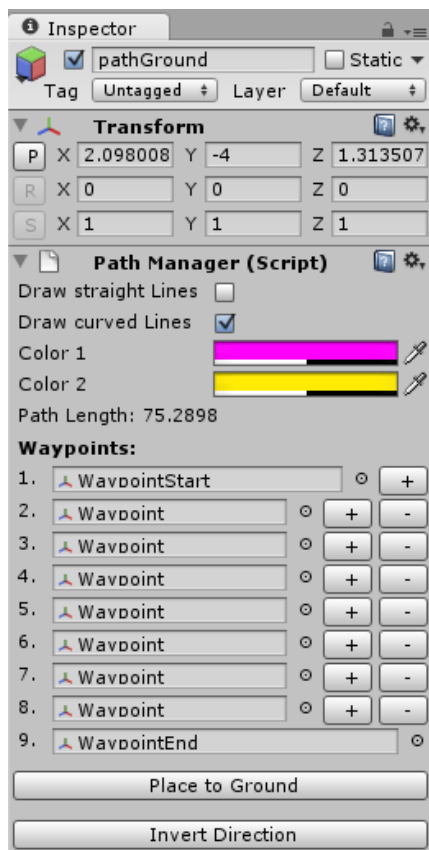 Inspector
pathGround Static
Tag Untagged Layer Default
Transform
P X 2.098008 Y -4 Z 1.313507
R X 0 Y 0 Z 0
S X 1 Y 1 Z 1
Path Manager (Script)
Draw straight Lines
Draw curved Lines
Color 1
Color 2
Path Length: 75.2898
Waypoints:
1. WaypointStart +
2. Waypoint + -
3. Waypoint + -
4. Waypoint + -
5. Waypoint + -
6. Waypoint + -
7. Waypoint + -
8. Waypoint + -
9. WaypointEnd
Place to Ground
Invert Direction